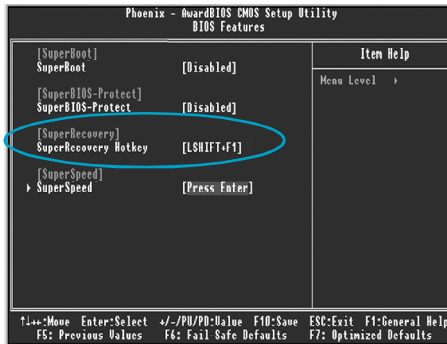 Phoenix - AwardBIOS CMOS Setup Utility
BIOS Features
[SuperBoot]
SuperBoot [Disabled]
[SuperBIOS-Protect]
SuperBIOS-Protect [Disabled]
[SuperRecovery]
SuperRecovery Hotkey [LSHIFT+F1]
[SuperSpeed]
SuperSpeed [Press Enter]
Item Help
Menu Level
↑↓→←:Move Enter:Select +/-/PU/PD:Value F10:Save ESC:Exit F1:General Help
F5: Previous Values F6: Fail-Safe Defaults F7: Optimized Defaults